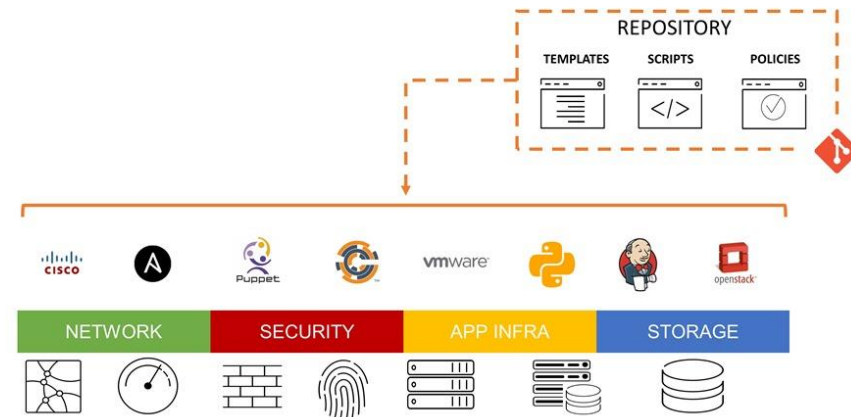 REPOSITORY
TEMPLATES SCRIPTS POLICIES
</>
CISCO
A
Puppet
vmware
openstack
NETWORK SECURITY APP INFRA STORAGE